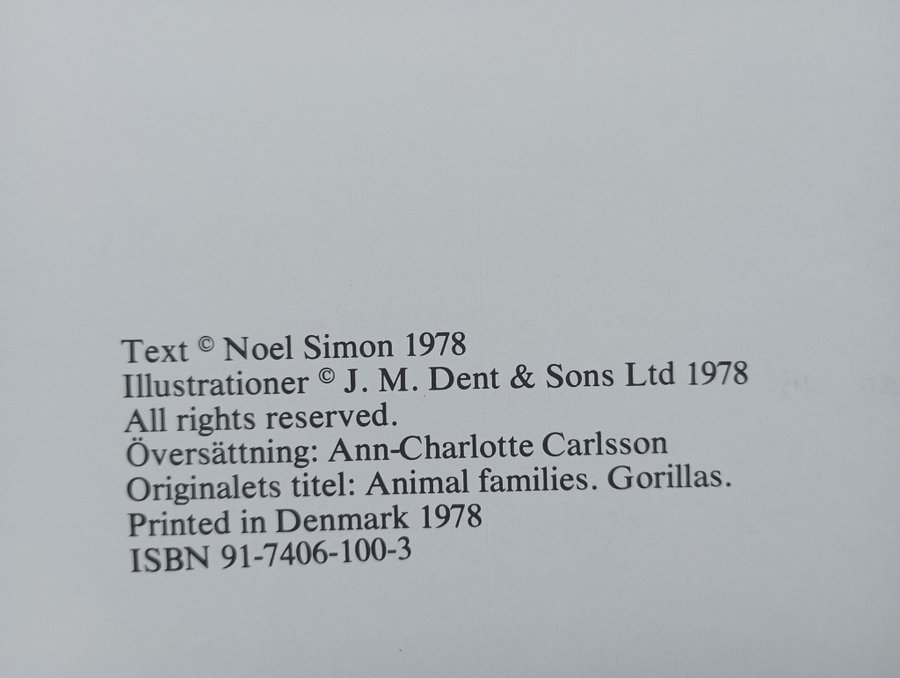 Text © Noel Simon 1978
Illustrationer © J. M. Dent & Sons Ltd 1978
All rights reserved.
Översättning: Ann-Charlotte Carlsson
Originalets titel: Animal families. Gorillas.
Printed in Denmark 1978
ISBN 91-7406-100-3